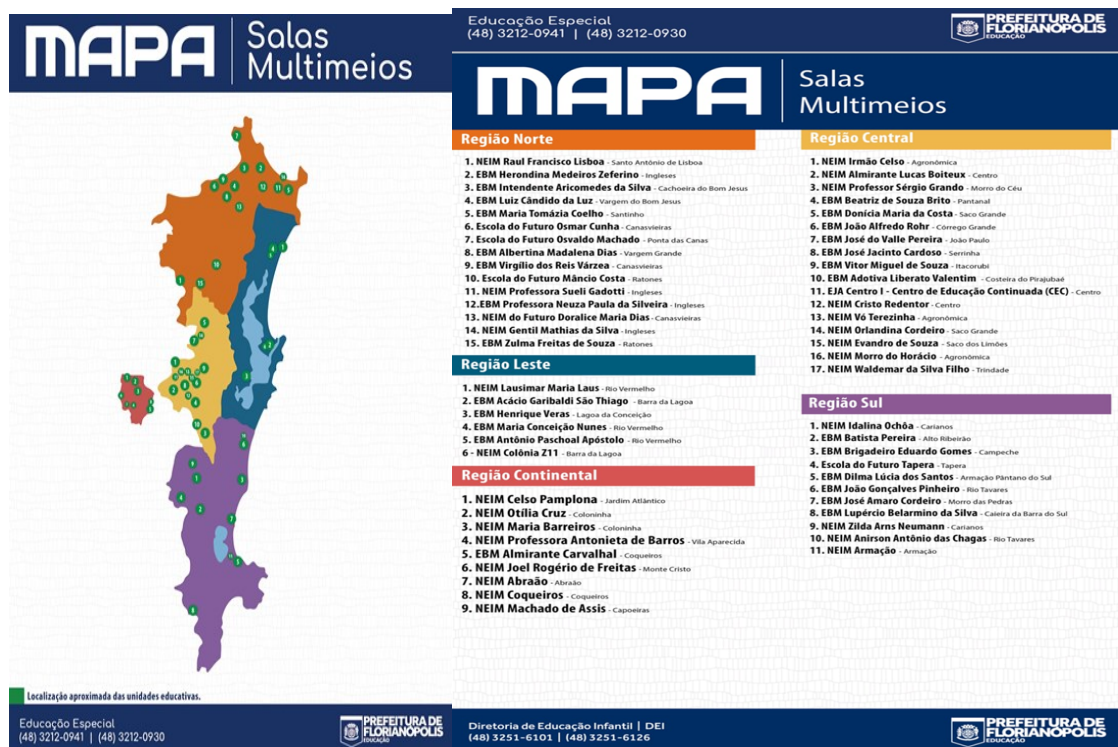 MAPA
Salas
Multimeios
Localização aproximada das unidades educativas.
Educação Especial
(48) 3212-0941 | (48) 3212-0930
PREFEITURA DE
FLORIANÓPOLIS
EDUCAÇÃO
Educação Especial
(48) 3212-0941 | (48) 3212-0930
PREFEITURA DE
FLORIANÓPOLIS
EDUCAÇÃO
MAPA
Salas
Multimeios
Região Norte
1. NEIM Raul Francisco Lisboa - Santo Antônio de Lisboa
2. EBM Herondina Medeiros Zeferino - Ingleses
3. EBM Intendente Aricomedes da Silva - Cachoeira do Bom Jesus
4. EBM Luiz Cândido da Luz - Vargem do Bom Jesus
5. EBM Maria Tomázia Coelho - Santinho
6. Escola do Futuro Osmar Cunha - Canasvieiras
7. Escola do Futuro Osvaldo Machado - Ponta das Canas
8. EBM Albertina Madalena Dias - Vargem Grande
9. EBM Virgílio dos Reis Várzea - Canasvieiras
10. Escola do Futuro Mâncio Costa - Ratones
11. NEIM Professora Sueli Gadotti - Ingleses
12.EBM Professora Neuza Paula da Silveira - Ingleses
13. NEIM do Futuro Doralice Maria Dias - Canasvieiras
14. NEIM Gentil Mathias da Silva - Ingleses
15. EBM Zulma Freitas de Souza - Ratones
Região Leste
1. NEIM Lausimar Maria Laus - Rio Vermelho
2. EBM Acácio Garibaldi São Thiago - Barra da Lagoa
3. EBM Henrique Veras - Lagoa da Conceição
4. EBM Maria Conceição Nunes - Rio Vermelho
5. EBM Antônio Paschoal Apóstolo - Rio Vermelho
6 - NEIM Colônia Z11 - Barra da Lagoa
Região Continental
1. NEIM Celso Pamplona - Jardim Atlântico
2. NEIM Otília Cruz - Coloninha
3. NEIM Maria Barreiros - Coloninha
4. NEIM Professora Antonieta de Barros - Vila Aparecida
5. EBM Almirante Carvalhal - Coqueiros
6. NEIM Joel Rogério de Freitas - Monte Cristo
7. NEIM Abraão - Abraão
8. NEIM Coqueiros - Coqueiros
9. NEIM Machado de Assis - Capoeiras
Região Central
1. NEIM Irmão Celso - Agronômica
2. NEIM Almirante Lucas Boiteux - Centro
3. NEIM Professor Sérgio Grando - Morro do Céu
4. EBM Beatriz de Souza Brito - Pantanal
5. EBM Donícia Maria da Costa - Saco Grande
6. EBM João Alfredo Rohr - Córrego Grande
7. EBM José do Valle Pereira - João Paulo
8. EBM José Jacinto Cardoso - Serrinha
9. EBM Vitor Miguel de Souza - Itacorubi
10. EBM Adotiva Liberato Valentim - Costeira do Pirajubaé
11. EJA Centro I - Centro de Educação Continuada (CEC) - Centro
12. NEIM Cristo Redentor - Centro
13. NEIM Vó Terezinha - Agronômica
14. NEIM Orlandina Cordeiro - Saco Grande
15. NEIM Evandro de Souza - Saco dos Limões
16. NEIM Morro do Horácio - Agronômica
17. NEIM Waldemar da Silva Filho - Trindade
Região Sul
1. NEIM Idalina Ochôa - Carianos
2. EBM Batista Pereira - Alto Ribeirão
3. EBM Brigadeiro Eduardo Gomes - Campeche
4. Escola do Futuro Tapera - Tapera
5. EBM Dilma Lúcia dos Santos - Armação Pântano do Sul
6. EBM João Gonçalves Pinheiro - Rio Tavares
7. EBM José Amaro Cordeiro - Morro das Pedras
8. EBM Lupércio Belarmino da Silva - Caieira da Barra do Sul
9. NEIM Zilda Arns Neumann - Carianos
10. NEIM Anirson Antônio das Chagas - Rio Tavares
11. NEIM Armação - Armação
Diretoria de Educação Infantil | DEI
(48) 3251-6101 | (48) 3251-6126
PREFEITURA DE
FLORIANÓPOLIS
EDUCAÇÃO